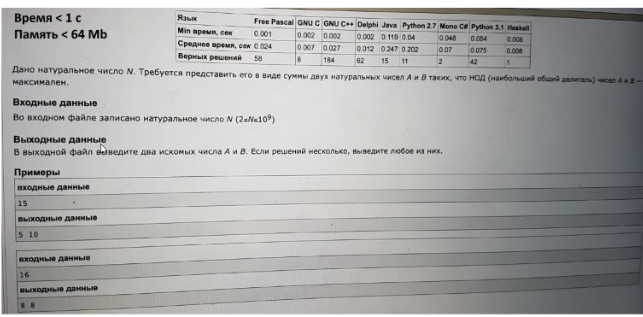 Время < 1 с
Память < 64 Mb
Язык Free Pascal GNU C GNU C++ Delphi Java Python 2.7 Mono C# Python 3.1 Haskell
Min время, сек 0.001 0.002 0.002 0.002 0.119 0.04 0.048 0.054 0.008
Среднее время, сек 0.024 0.007 0.027 0.012 0.247 0.202 0.07 0.075 0.008
Верных решений 58 8 184 62 15 11 2 42 1
Дано натуральное число N. Требуется представить его в виде суммы двух натуральных чисел A и B таких, что НОД (наибольший общий делитель) чисел A и B —
максимален.
Входные данные
Во входном файле записано натуральное число N (2≤N≤10⁹)
Выходные данные
В выходной файл выведите два искомых числа A и B. Если решений несколько, выведите любое из них.
Примеры
входные данные
15
выходные данные
5 10
входные данные
16
выходные данные
8 8